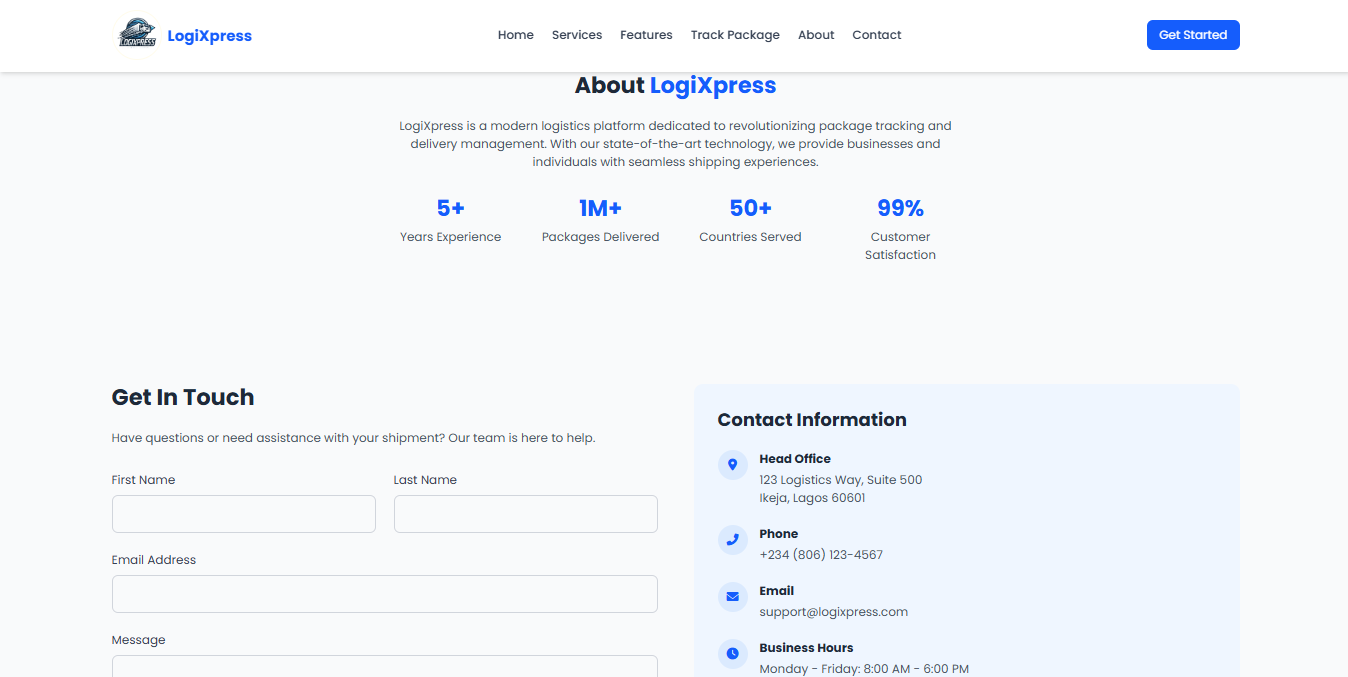 LOGIXPRESS
LogiXpress
Home Services Features Track Package About Contact
Get Started
About LogiXpress
LogiXpress is a modern logistics platform dedicated to revolutionizing package tracking and
delivery management. With our state-of-the-art technology, we provide businesses and
individuals with seamless shipping experiences.
5+ 1M+ 50+ 99%
Years Experience Packages Delivered Countries Served Customer
Satisfaction
Get In Touch
Have questions or need assistance with your shipment? Our team is here to help.
First Name Last Name
Email Address
Message
Contact Information
Head Office
123 Logistics Way, Suite 500
Ikeja, Lagos 60601
Phone
+234 (806) 123-4567
Email
support@logixpress.com
Business Hours
Monday - Friday: 8:00 AM - 6:00 PM